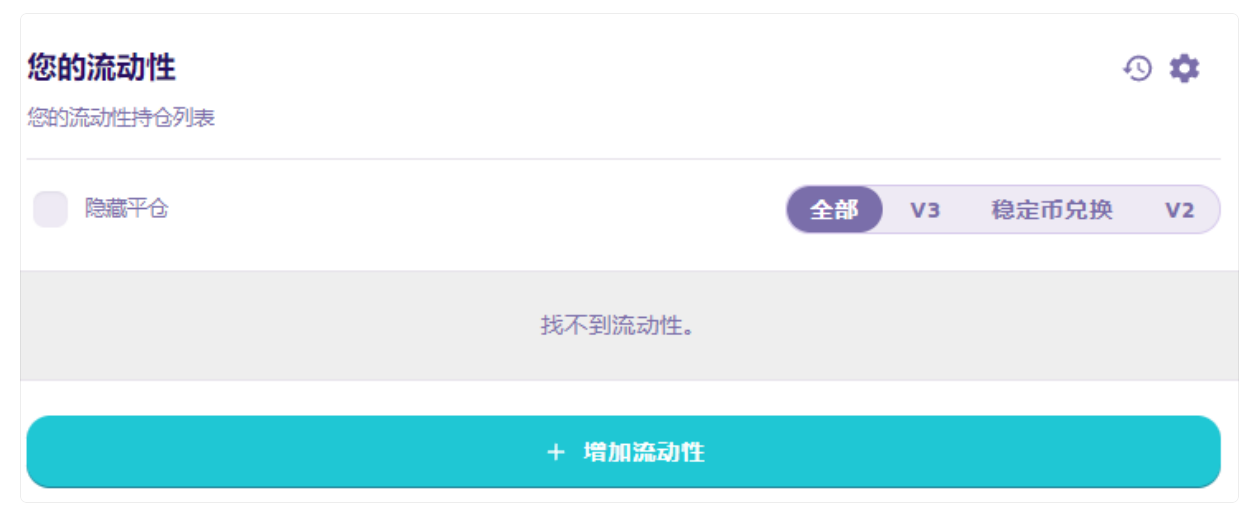 您的流动性
您的流动性持仓列表
隐藏平仓
全部 V3 稳定币兑换 V2
找不到流动性。
+ 增加流动性